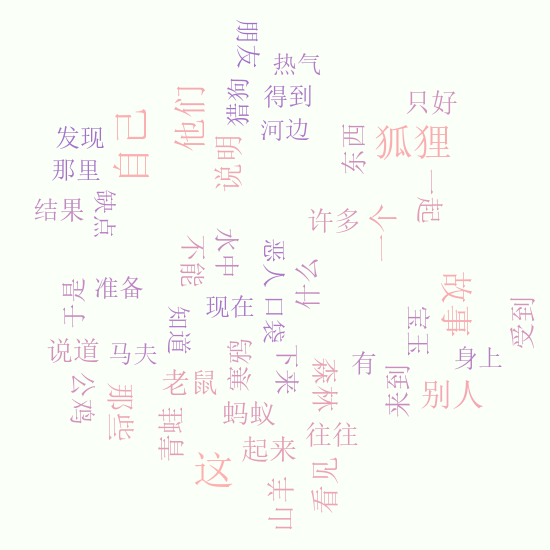 朋友
热气
猎狗
得到
他们
只好
河边
自己
发现
说明
东西
狐狸
那里
一起
缺点
结果
许多
一个
水中
不能
恶人
什么
准备
于是
故事
现在
口袋
知道
宝玉
受到
说道
马夫
寒鸦
下来
有
身上
老鼠
森林
来到
别人
公鸡
那些
青蛙
蚂蚁
往往
起来
这
看见
山羊